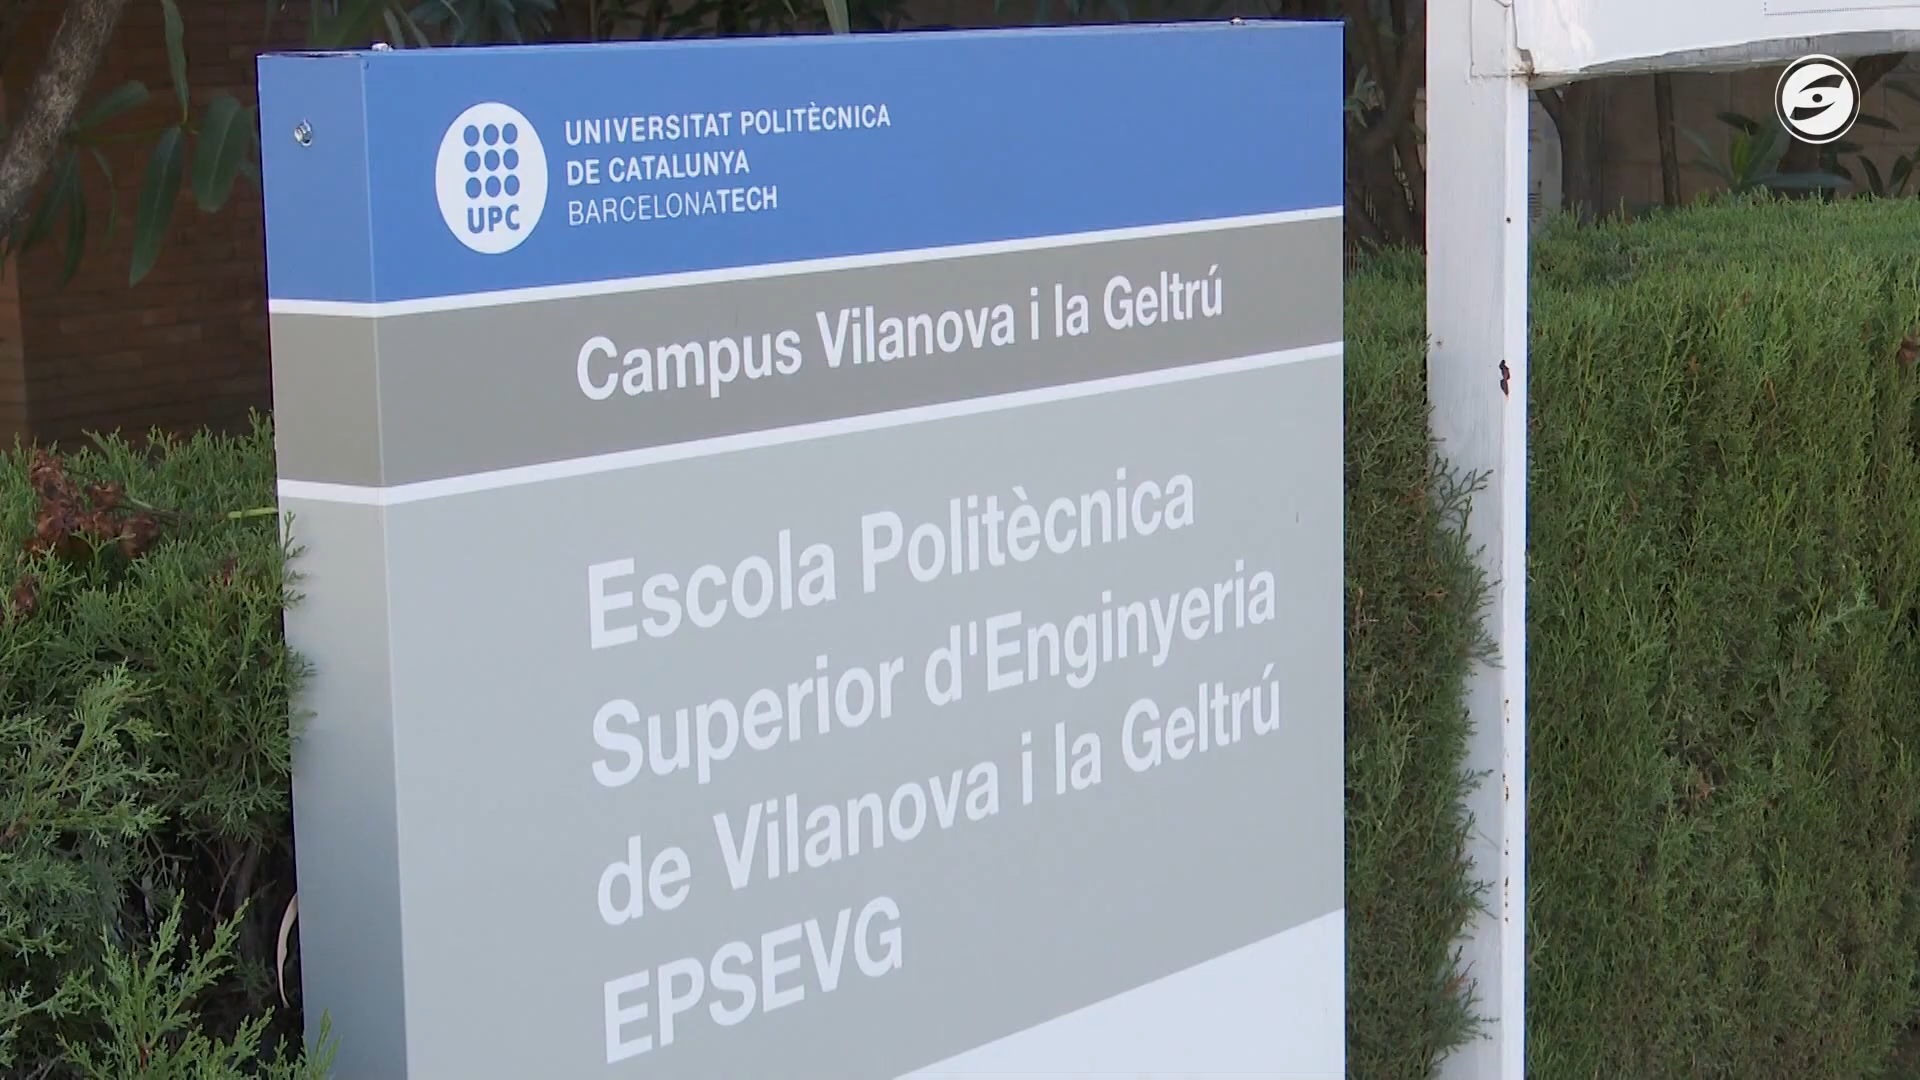 UNIVERSITAT POLITÈCNICA
DE CATALUNYA
BARCELONATECH
UPC
Campus Vilanova i la Geltrú
Escola Politècnica
Superior d'Enginyeria
de Vilanova i la Geltrú
EPSEVG